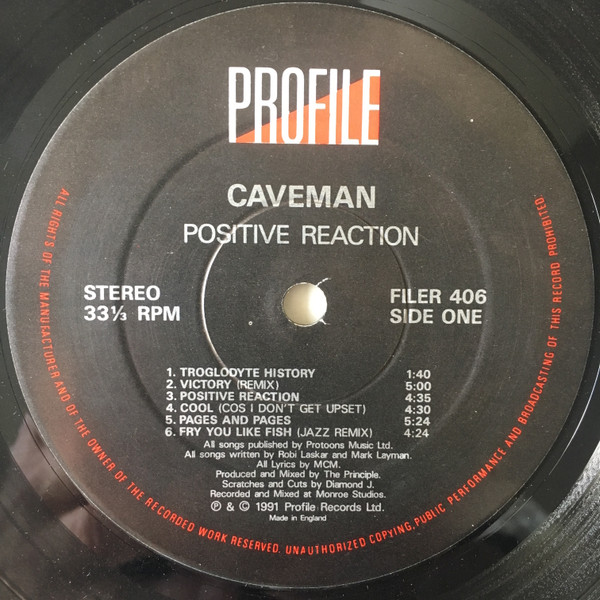 PROFILE
CAVEMAN
POSITIVE REACTION
STEREO
33⅓ RPM
FILER 406
SIDE ONE
1. TROGLODYTE HISTORY 1:40
2. VICTORY (REMIX) 5:00
3. POSITIVE REACTION 4:35
4. COOL (COS I DON'T GET UPSET) 4:30
5. PAGES AND PAGES 5:24
6. FRY YOU LIKE FISH (JAZZ REMIX) 4:24
All songs published by Protoons Music Ltd.
All songs written by Robi Laskar and Mark Layman.
All Lyrics by MCM.
Produced and Mixed by The Principle.
Scratches and Cuts by Diamond J.
Recorded and Mixed at Monroe Studios.
℗ & © 1991 Profile Records Ltd.
Made in England
ALL RIGHTS OF THE MANUFACTURER AND OF THE OWNER OF THE RECORDED WORK RESERVED. UNAUTHORIZED COPYING, PUBLIC PERFORMANCE AND BROADCASTING OF THIS RECORD PROHIBITED.